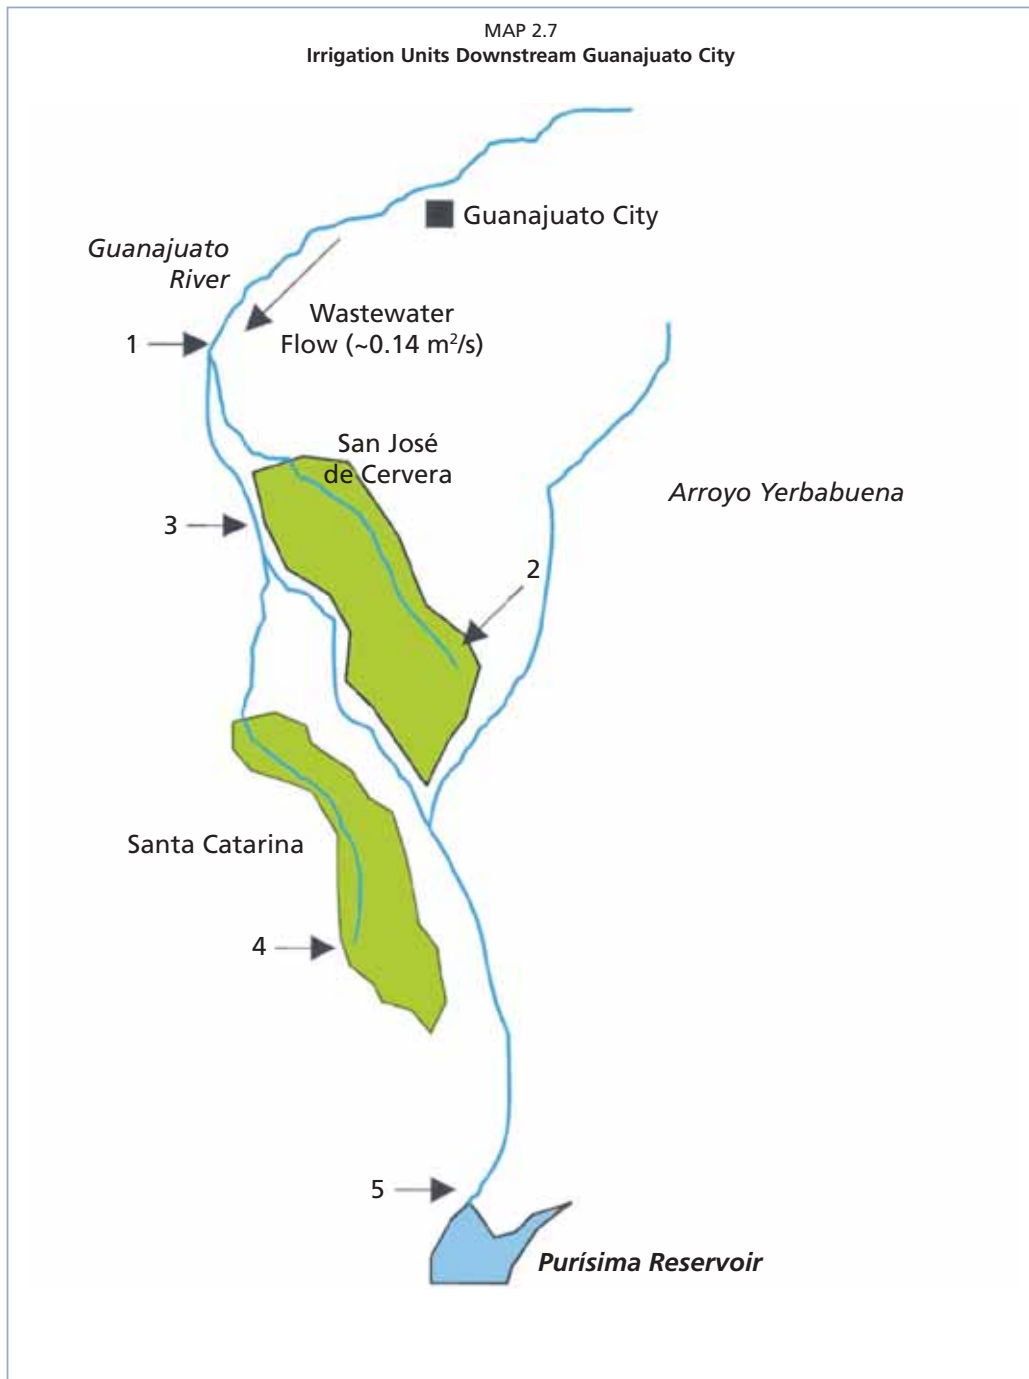 MAP 2.7
Irrigation Units Downstream Guanajuato City
Guanajuato City
Guanajuato
River
Wastewater
Flow (~0.14 m²/s)
1
San José
de Cervera
Arroyo Yerbabuena
3
2
Santa Catarina
4
5
Purísima Reservoir